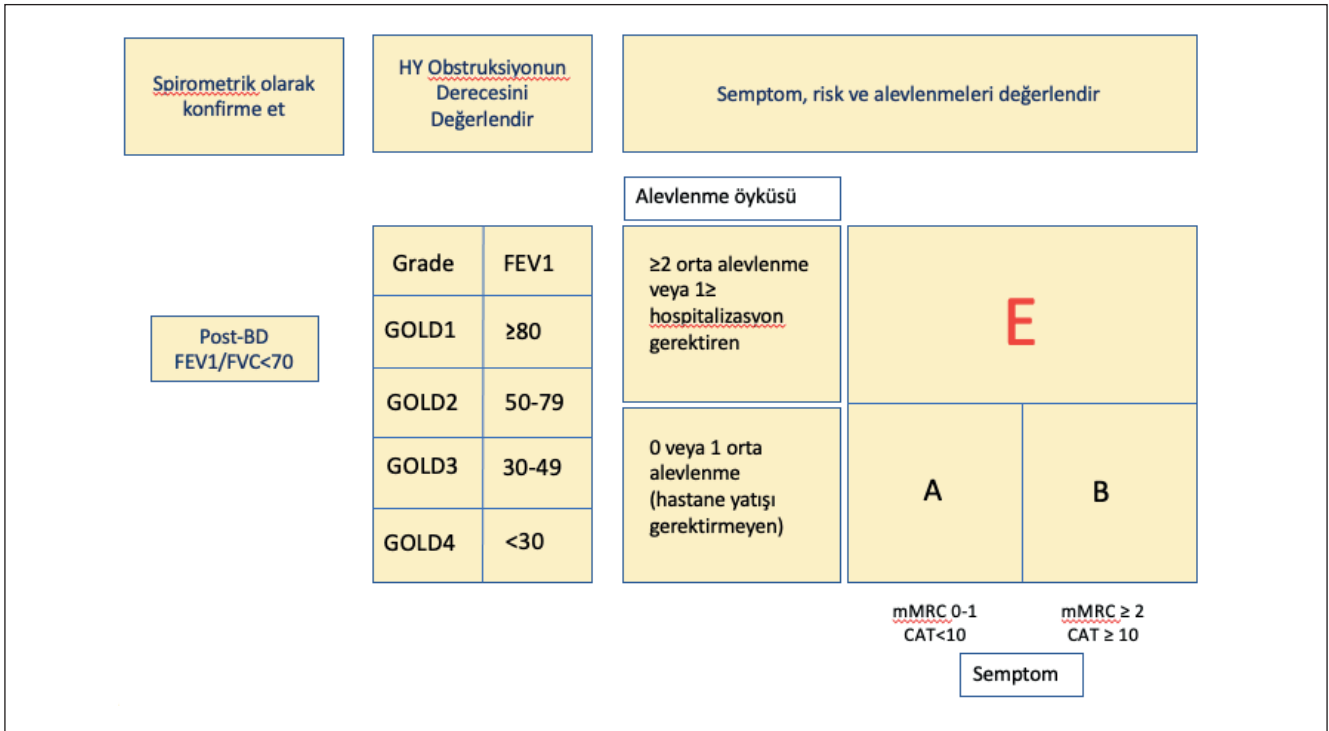 Spirometrik olarak
konfirme et
HY Obstruksiyonun
Derecesini
Değerlendir
Semptom, risk ve alevlenmeleri değerlendir
Alevlenme öyküsü
Post-BD
FEV1/FVC<70
Grade FEV1
GOLD1 ≥80
GOLD2 50-79
GOLD3 30-49
GOLD4 <30
≥2 orta alevlenme
veya 1≥
hospitalizasyon
gerektiren
E
0 veya 1 orta
alevlenme
(hastane yatışı
gerektirmeyen)
A
B
mMRC 0-1
CAT<10
mMRC ≥ 2
CAT ≥ 10
Semptom